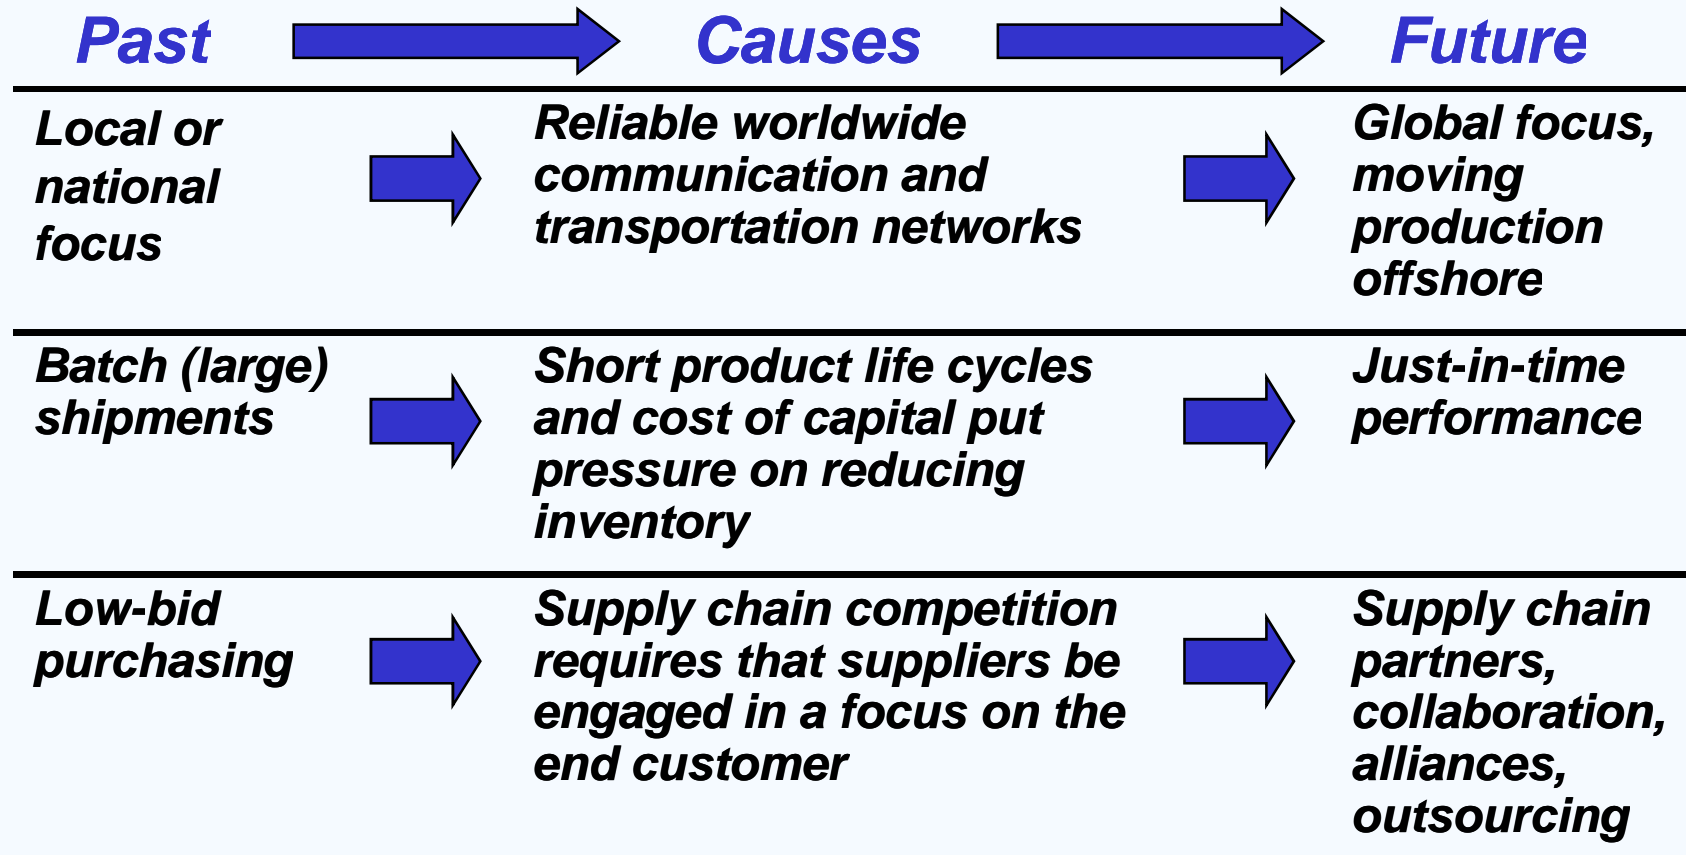 Past Causes Future
Local or
national
focus
Reliable worldwide
communication and
transportation networks
Global focus,
moving
production
offshore
Batch (large)
shipments
Short product life cycles
and cost of capital put
pressure on reducing
inventory
Just-in-time
performance
Low-bid
purchasing
Supply chain competition
requires that suppliers be
engaged in a focus on the
end customer
Supply chain
partners,
collaboration,
alliances,
outsourcing